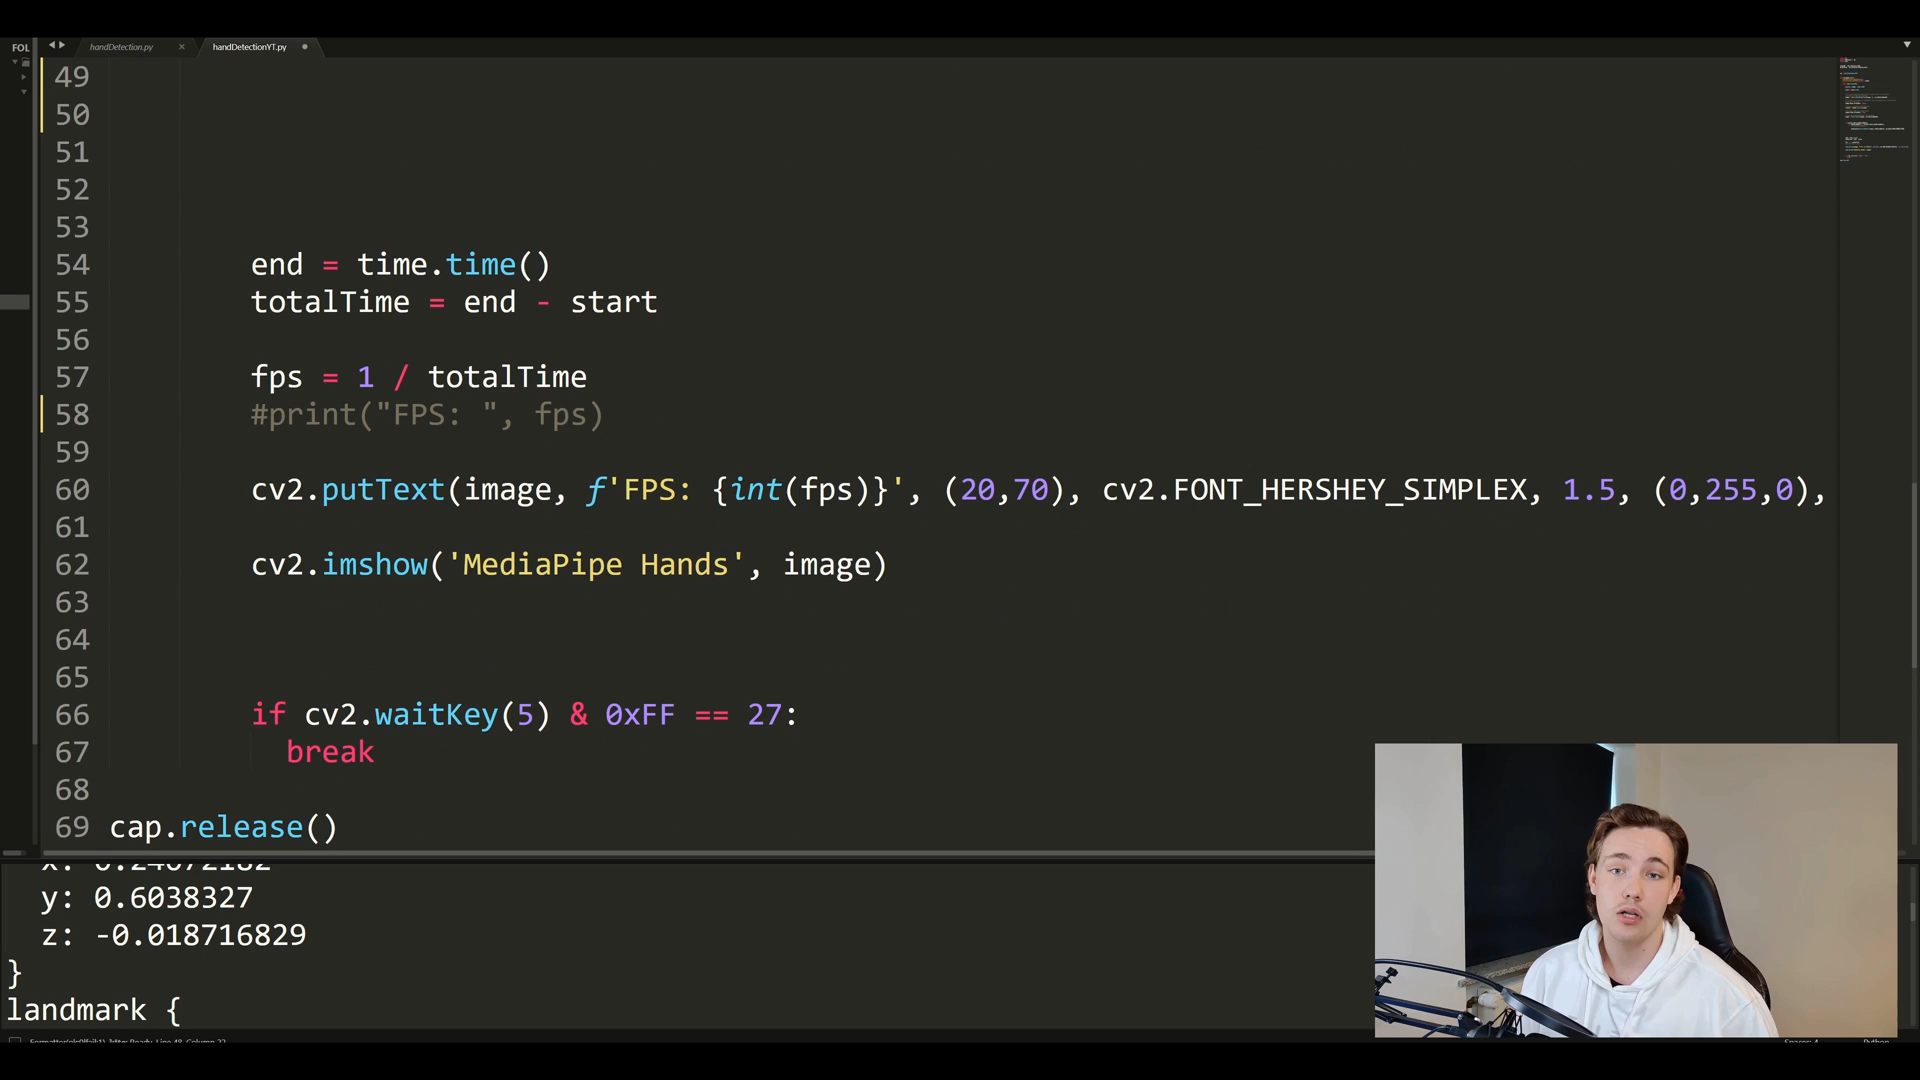 FOL
handDetection.py
handDetectionYT.py
49
50
51
52
53
54 end = time.time()
55 totalTime = end - start
56
57 fps = 1 / totalTime
58 #print("FPS: ", fps)
59
60 cv2.putText(image, f'FPS: {int(fps)}', (20,70), cv2.FONT_HERSHEY_SIMPLEX, 1.5, (0,255,0),
61
62 cv2.imshow('MediaPipe Hands', image)
63
64
65
66 if cv2.waitKey(5) & 0xFF == 27:
67 break
68
69 cap.release()
y: 0.6038327
z: -0.018716829
}
landmark {